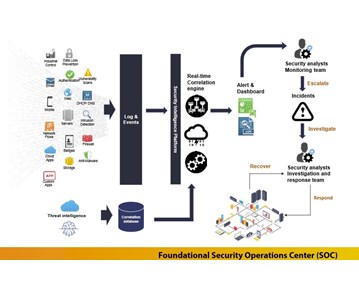 Industrial
Control
Data Loss
Prevention
Authentication
Vulnerability
Scans
Email
Web
DHCP DNS
Mobile
Servers
Intrusion
Detection
Network
Flows
Badges
Firewall
Cloud
Apps
Storage
Anti-Malware
Custom
Apps
Threat intelligence
Log &
Events
Correlation
database
Security Intelligence Platform
Real-time
Correlation
engine
Alert &
Dashboard
Security analysts
Monitoring team
Escalate
Incidents
Investigate
Security analysts
Investigation and
response team
Recover
Respond
Foundational Security Operations Center (SOC)